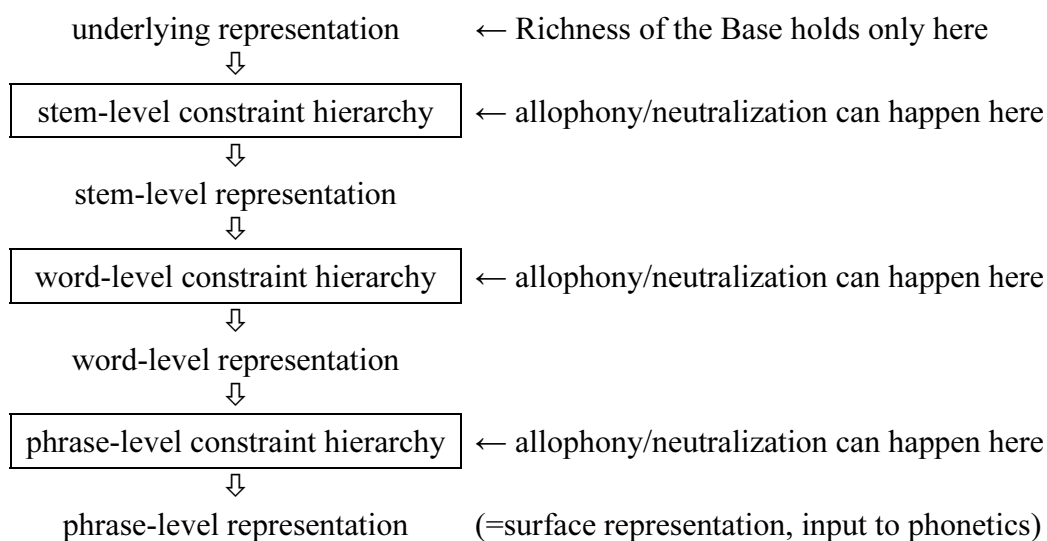 underlying representation ← Richness of the Base holds only here
⇩
stem-level constraint hierarchy ← allophony/neutralization can happen here
⇩
stem-level representation
⇩
word-level constraint hierarchy ← allophony/neutralization can happen here
⇩
word-level representation
⇩
phrase-level constraint hierarchy ← allophony/neutralization can happen here
⇩
phrase-level representation (=surface representation, input to phonetics)